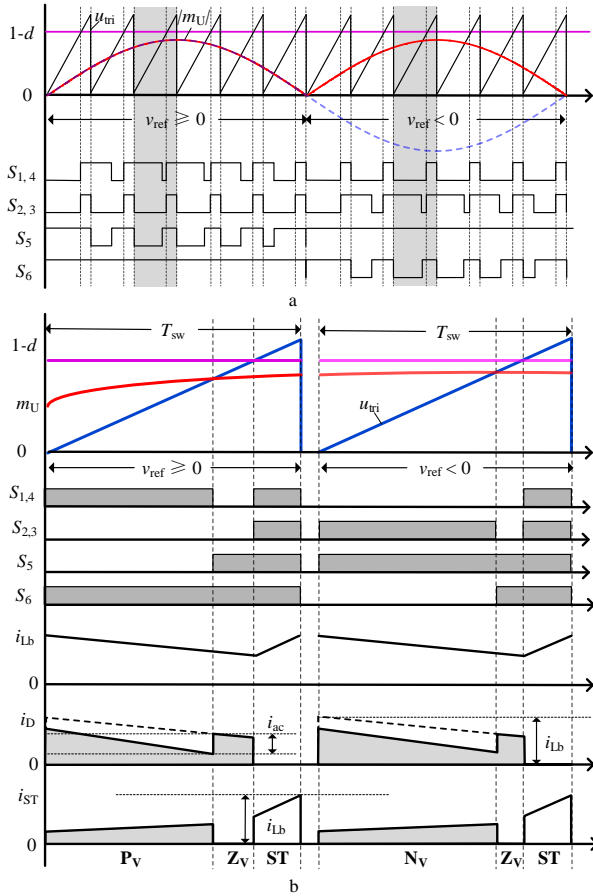 u_tri /m_U/
1-d
0
v_ref ≥ 0 v_ref < 0
S_1, 4
S_2, 3
S_5
S_6
a
T_sw T_sw
1-d
m_U
u_tri
0
v_ref ≥ 0 v_ref < 0
S_1,4
S_2,3
S_5
S_6
i_Lb
0
i_D i_ac
i_Lb
0
i_ST
i_Lb
0
P_V Z_V ST N_V Z_V ST
b